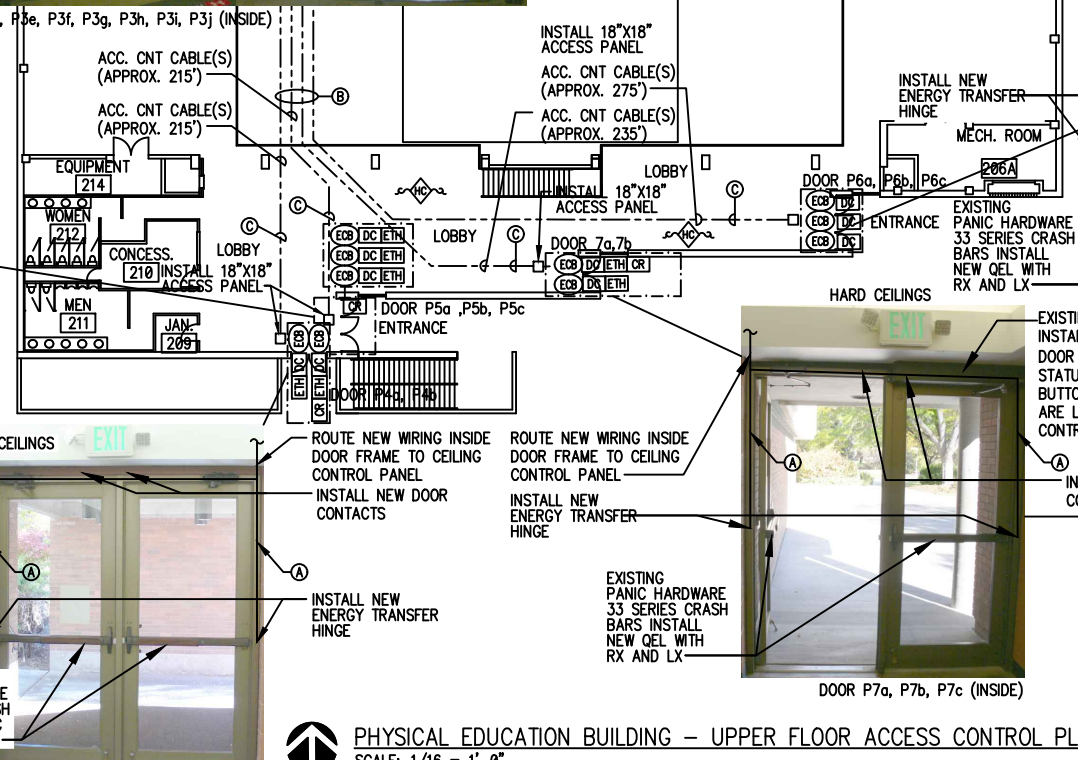 , P3e, P3f, P3g, P3h, P3i, P3j (INSIDE)
ACC. CNT CABLE(S)
(APPROX. 215')
ACC. CNT CABLE(S)
(APPROX. 215')
B
INSTALL 18"X18"
ACCESS PANEL
ACC. CNT CABLE(S)
(APPROX. 275')
ACC. CNT CABLE(S)
(APPROX. 235')
INSTALL NEW
ENERGY TRANSFER
HINGE
MECH. ROOM
206A
EQUIPMENT
214
WOMEN
212
CONCESS.
210
MEN
211
JAN.
209
LOBBY
INSTALL 18"X18"
ACCESS PANEL
C
C
HC
ECB DC ETH
ECB DC ETH
ECB DC ETH
LOBBY
C
CR
DOOR P5a ,P5b, P5c
ENTRANCE
INSTALL 18"X18"
ACCESS PANEL
LOBBY
HC
C
DOOR 7a,7b
ECB DC ETH CR
ECB DC ETH
DOOR P6a, P6b, P6c
ECB DC
ECB DC
ECB DC
ENTRANCE
EXISTING
PANIC HARDWARE
33 SERIES CRASH
BARS INSTALL
NEW QEL WITH
RX AND LX
ECB DC ETH
ECB DC ETH CR
DOOR P4a, P4b
HARD CEILINGS
EXIT
CEILINGS
EXIT
ROUTE NEW WIRING INSIDE
DOOR FRAME TO CEILING
CONTROL PANEL
INSTALL NEW DOOR
CONTACTS
A
A
INSTALL NEW
ENERGY TRANSFER
HINGE
ROUTE NEW WIRING INSIDE
DOOR FRAME TO CEILING
CONTROL PANEL
INSTALL NEW
ENERGY TRANSFER
HINGE
EXISTING
PANIC HARDWARE
33 SERIES CRASH
BARS INSTALL
NEW QEL WITH
RX AND LX
A
A
DOOR
DOOR P7a, P7b, P7c (INSIDE)
PHYSICAL EDUCATION BUILDING – UPPER FLOOR ACCESS CONTROL PL